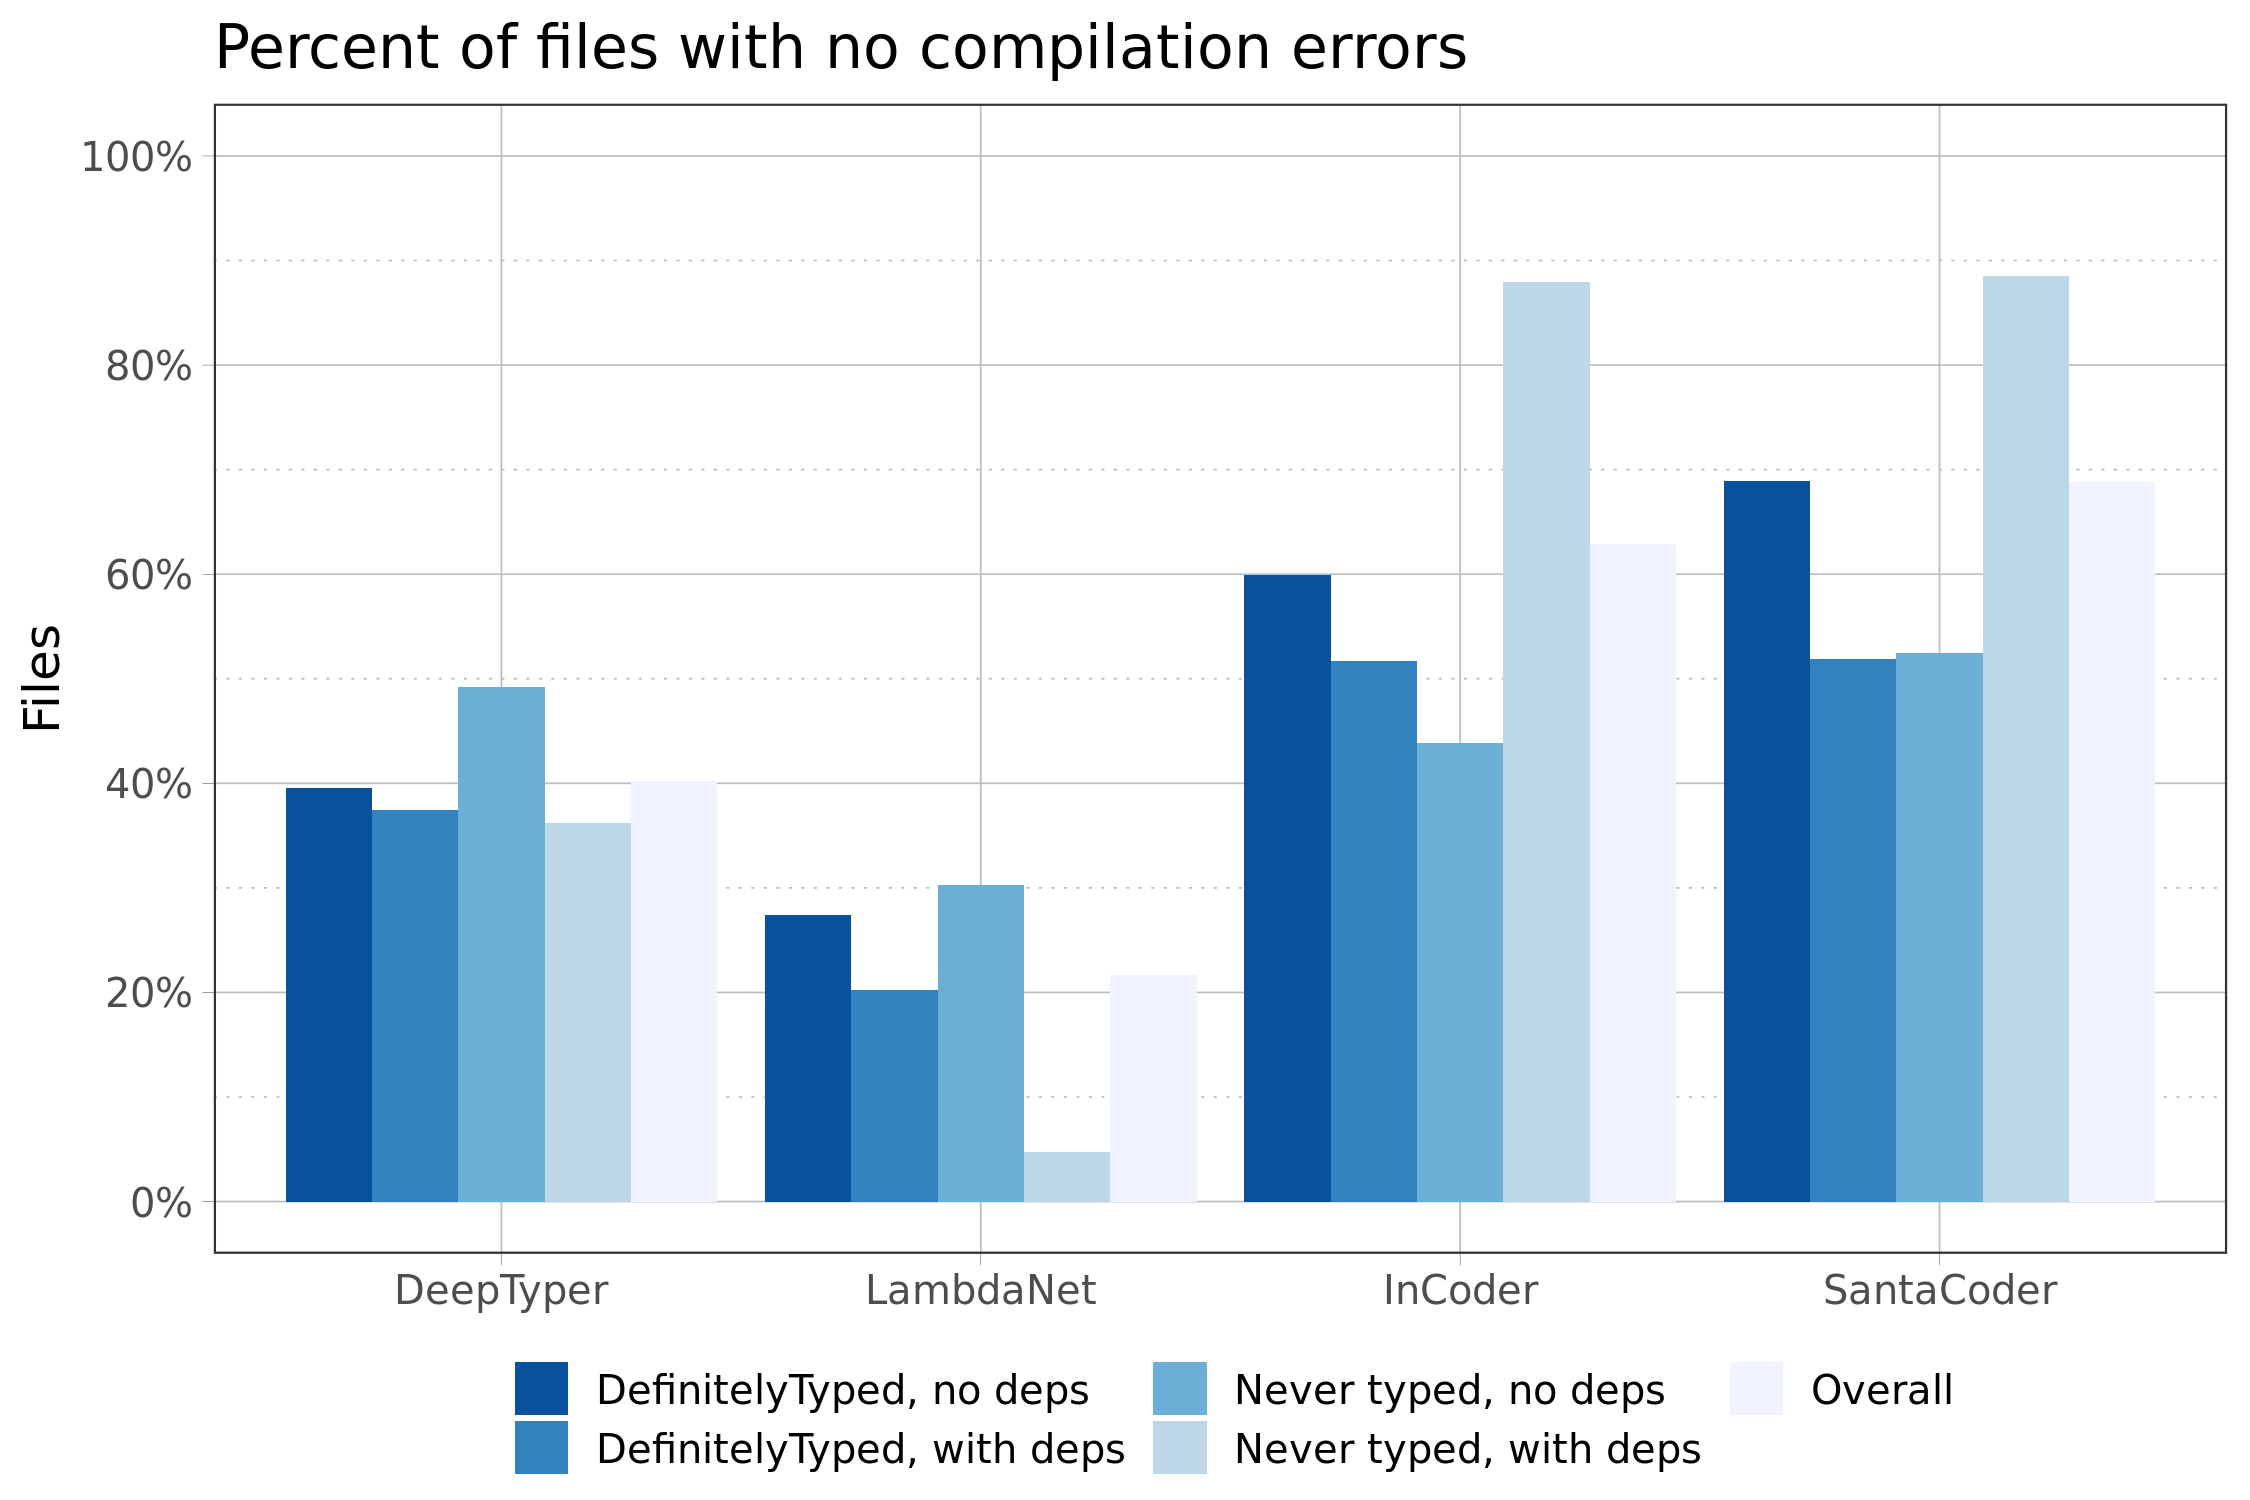 Percent of files with no compilation errors
Files
100%
80%
60%
40%
20%
0%
DeepTyper
LambdaNet
InCoder
SantaCoder
DefinitelyTyped, no deps
DefinitelyTyped, with deps
Never typed, no deps
Never typed, with deps
Overall